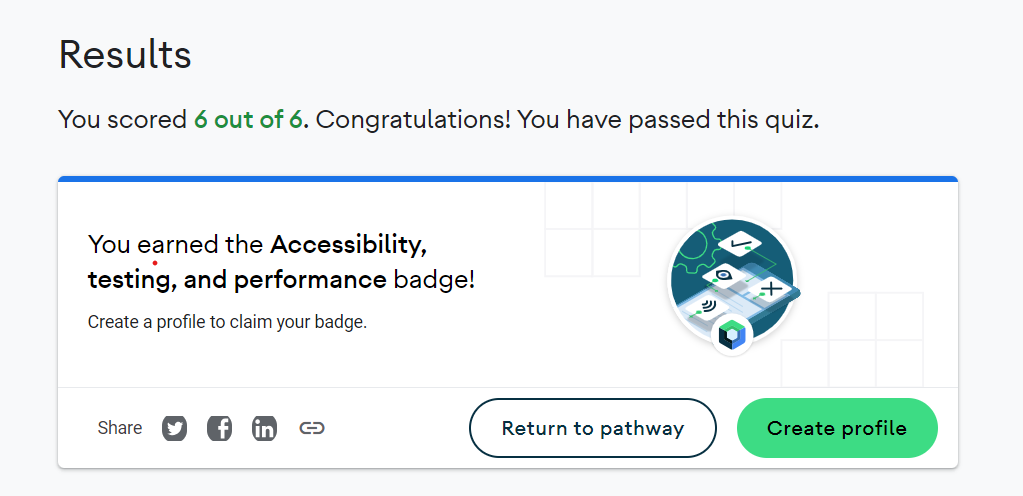 Results
You scored 6 out of 6. Congratulations! You have passed this quiz.
You earned the Accessibility,
testing, and performance badge!
Create a profile to claim your badge.
Share
Return to pathway
Create profile